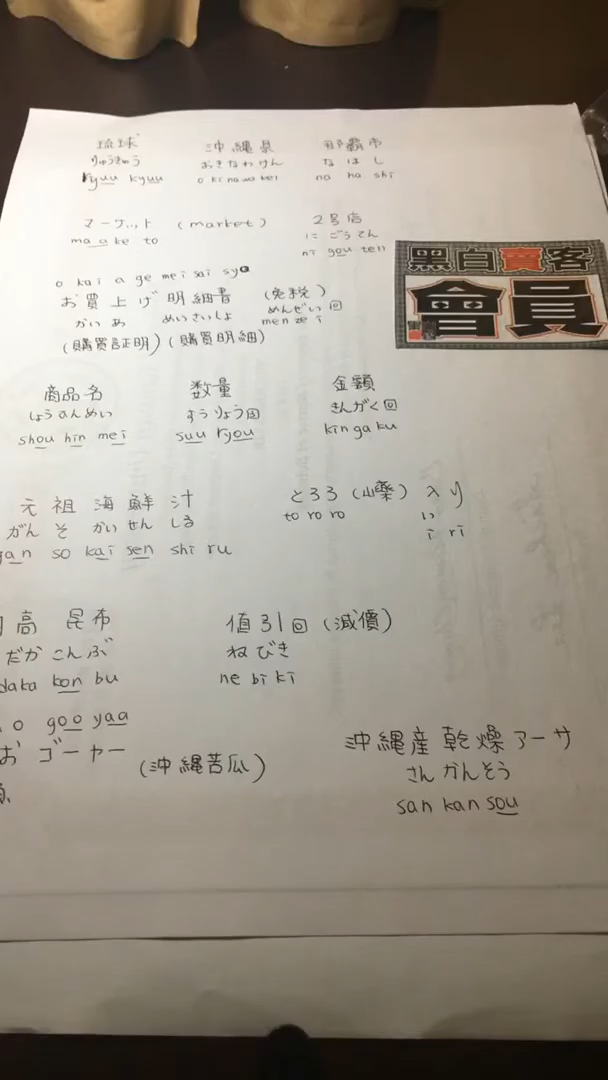 琉球 沖縄県 那覇市
りゅうきゅう おきなわけん なはし
ryuu kyuu o ki na wa ken na ha shi
マーケット (market) 2号店
ma a ke to に ごう てん
ni gou ten
黑白賣客
會員
o kai a ge mei sai syo
お買上げ明細書 (免税)
かい あ めいさいしょ めんぜい回
men ze i
(購買証明) (購買明細)
商品名 数量 金額
しょうひんめい すうりょう回 きんがく回
shou hin mei suu ryou kin ga ku
元祖海鮮汁 とろろ(山藥)入り
がん そ かい せん しる to ro ro い
gan so kai sen shi ru i ri
高 昆布 値引回(減價)
だか こんぶ ねびき
daka kon bu ne bi ki
o goo yaa
お ゴーヤー 沖縄産乾燥アーサ
(沖縄苦瓜) さんかんそう
san kan sou